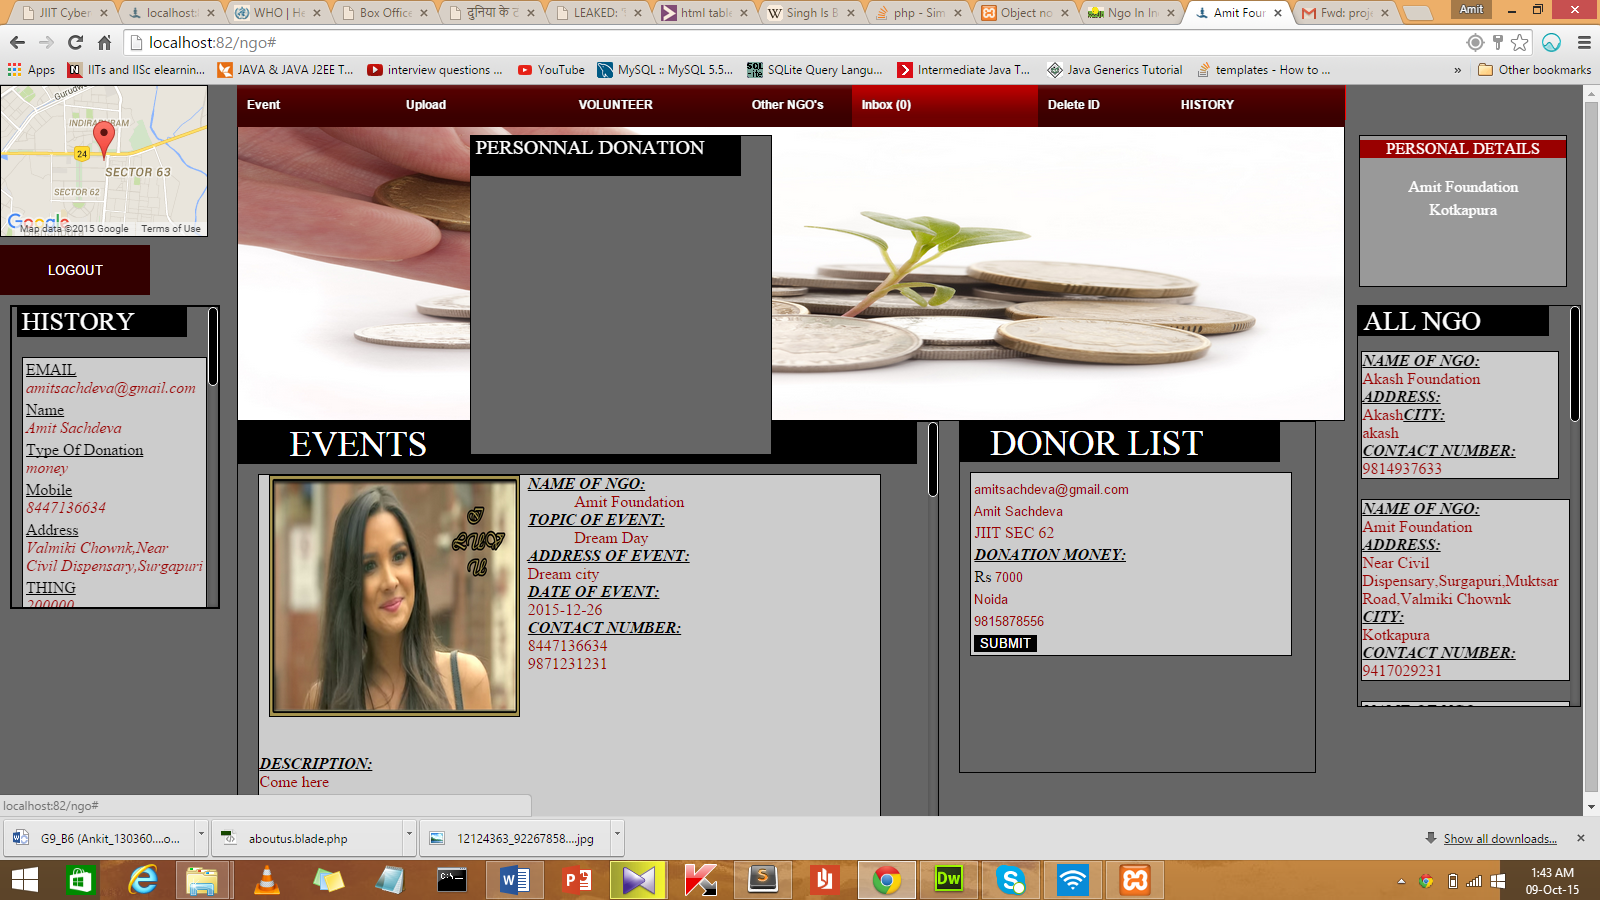 JIIT Cyber
localhost
WHO | He
Box Office
दुनिया के ट
LEAKED: '
html table
Singh Is B
php - Sim
Object no
Ngo In In
Amit Four
Fwd: proje
Amit
localhost:82/ngo#
Apps
IITs and IISc elearnin...
JAVA & JAVA J2EE T...
interview questions ...
YouTube
MySQL :: MySQL 5.5...
SQLite Query Langu...
Intermediate Java T...
Java Generics Tutorial
templates - How to ...
»
Other bookmarks
INDIRAPURAM
24
SECTOR 63
SECTOR 62
Google
Map data ©2015 Google
Terms of Use
LOGOUT
HISTORY
EMAIL
amitsachdeva@gmail.com
Name
Amit Sachdeva
Type Of Donation
money
Mobile
8447136634
Address
Valmiki Chownk,Near
Civil Dispensary,Surgapuri
THING
200000
Event
Upload
VOLUNTEER
Other NGO's
Inbox (0)
Delete ID
HISTORY
PERSONNAL DONATION
EVENTS
NAME OF NGO:
Amit Foundation
TOPIC OF EVENT:
Dream Day
ADDRESS OF EVENT:
Dream city
DATE OF EVENT:
2015-12-26
CONTACT NUMBER:
8447136634
9871231231
DESCRIPTION:
Come here
DONOR LIST
amitsachdeva@gmail.com
Amit Sachdeva
JIIT SEC 62
DONATION MONEY:
Rs 7000
Noida
9815878556
SUBMIT
PERSONAL DETAILS
Amit Foundation
Kotkapura
ALL NGO
NAME OF NGO:
Akash Foundation
ADDRESS:
AkashCITY:
akash
CONTACT NUMBER:
9814937633
NAME OF NGO:
Amit Foundation
ADDRESS:
Near Civil
Dispensary,Surgapuri,Muktsar
Road,Valmiki Chownk
CITY:
Kotkapura
CONTACT NUMBER:
9417029231
localhost:82/ngo#
G9_B6 (Ankit_130360....o...
aboutus.blade.php
12124363_92267858....jpg
Show all downloads...
1:43 AM
09-Oct-15